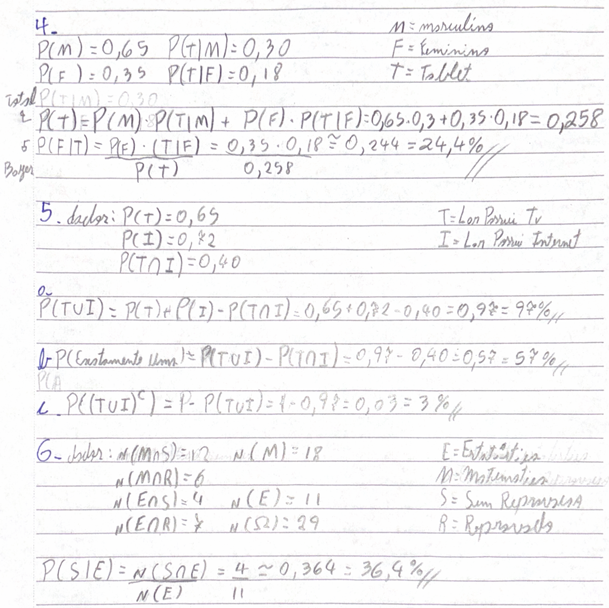 4.
M = masculino
P(M) = 0,65 P(T|M) = 0,30 F = Feminino
P(F) = 0,35 P(T|F) = 0,18 T = Tablet
Total P(T|M) = 0,30
P(T) = P(M) · P(T|M) + P(F) · P(T|F) = 0,65·0,3 + 0,35·0,18 = 0,258
P(F|T) = P(F) · (T|F) = 0,35 · 0,18 ≅ 0,244 = 24,4%
Bayes P(T) 0,258
5. dados: P(T) = 0,65 T = Lar Possui Tv
P(I) = 0,72 I = Lar Possui Internet
P(T∩I) = 0,40
a
P(T∪I) = P(T) + P(I) - P(T∩I) = 0,65 + 0,72 - 0,40 = 0,97 = 97%
b P(Exatamente Uma) = P(T∪I) - P(T∩I) = 0,97 - 0,40 = 0,57 = 57%
P(A
c P((T∪I)ᶜ) = 1 - P(T∪I) = 1 - 0,97 = 0,03 = 3%
6- dados: N(M∩S) = 12 N(M) = 18 E = Estatística
N(M∩R) = 6 M = Matemática
N(E∩S) = 4 N(E) = 11 S = Sem Reprovação
N(E∩R) = 7 N(Ω) = 29 R = Reprovado
P(S|E) = N(S∩E) = 4 ≅ 0,364 = 36,4%
N(E) 11